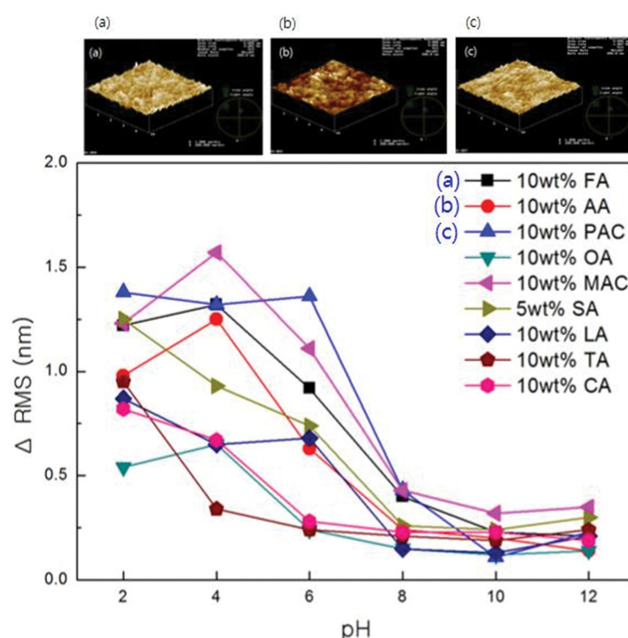 (a) (b) (c)
(a) (b) (c)
2.0
1.5
1.0
0.5
0.0
Δ RMS (nm)
(a) 10wt% FA
(b) 10wt% AA
(c) 10wt% PAC
10wt% OA
10wt% MAC
5wt% SA
10wt% LA
10wt% TA
10wt% CA
2 4 6 8 10 12
pH